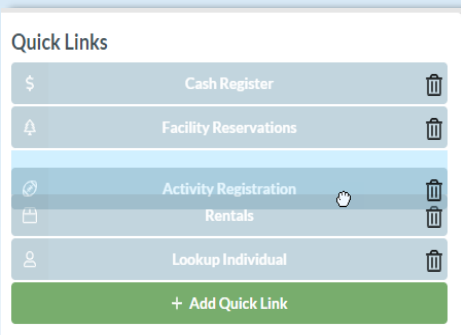 Quick Links
Cash Register
Facility Reservations
Activity Registration
Rentals
Lookup Individual
+ Add Quick Link